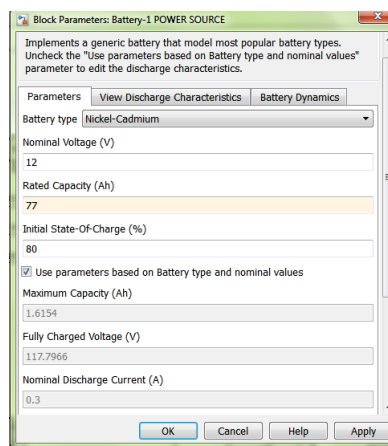 Block Parameters: Battery-1 POWER SOURCE
Implements a generic battery that model most popular battery types.
Uncheck the "Use parameters based on Battery type and nominal values"
parameter to edit the discharge characteristics.
Parameters View Discharge Characteristics Battery Dynamics
Battery type Nickel-Cadmium
Nominal Voltage (V)
12
Rated Capacity (Ah)
77
Initial State-Of-Charge (%)
80
Use parameters based on Battery type and nominal values
Maximum Capacity (Ah)
1.6154
Fully Charged Voltage (V)
117.7966
Nominal Discharge Current (A)
0.3
OK Cancel Help Apply